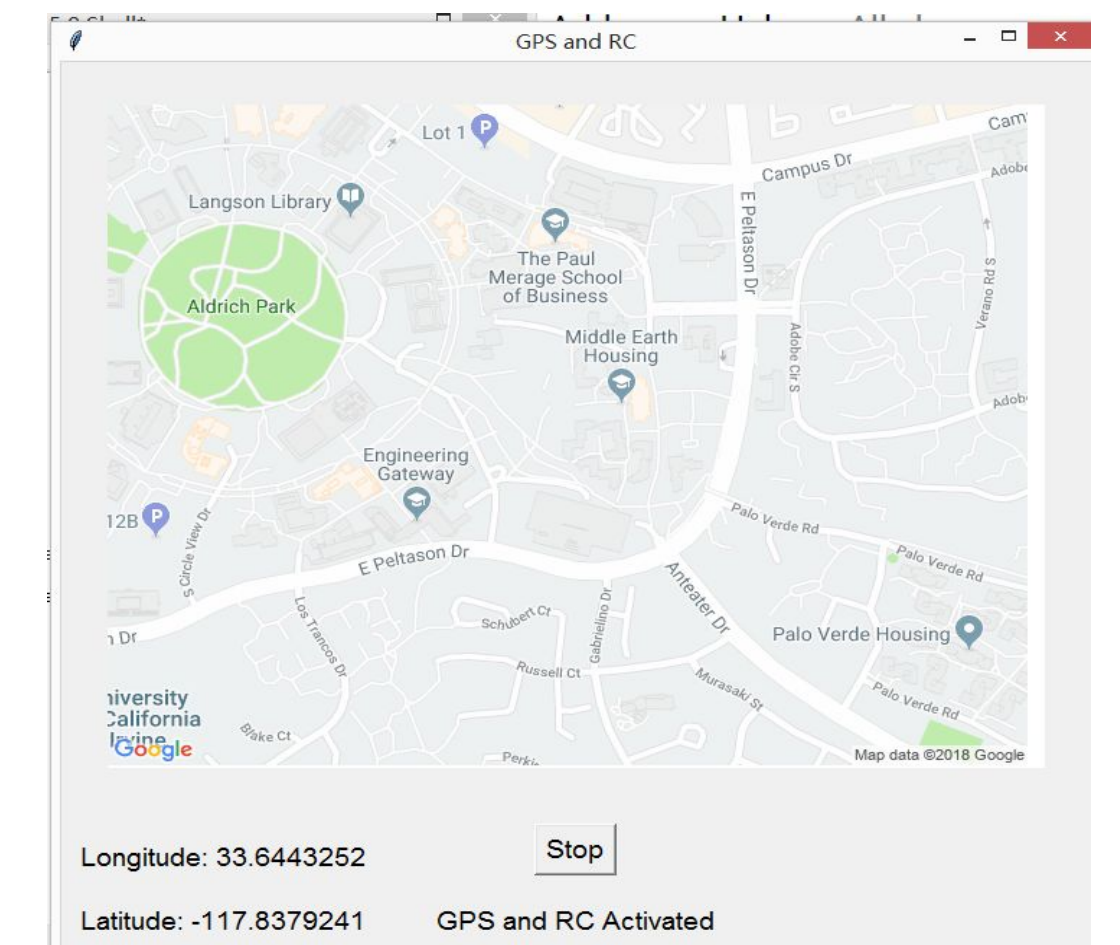 GPS and RC
Lot 1
P
Campus Dr
Adobe
Langson Library
E Peltason Dr
The Paul
Merage School
of Business
Verano Rd S
Aldrich Park
Middle Earth
Housing
Adobe Cir S
Engineering
Gateway
12B
P
S Circle View Dr
Palo Verde Rd
E Peltason Dr
Palo Verde Rd
Anteater Dr
Los Trancos Dr
Schubert Ct
Gabrielino Dr
Dr
Palo Verde Housing
Russell Ct
Murasaki St
Palo Verde Rd
California
Blake Ct
Google
Map data ©2018 Google
Stop
Longitude: 33.6443252
Latitude: -117.8379241
GPS and RC Activated